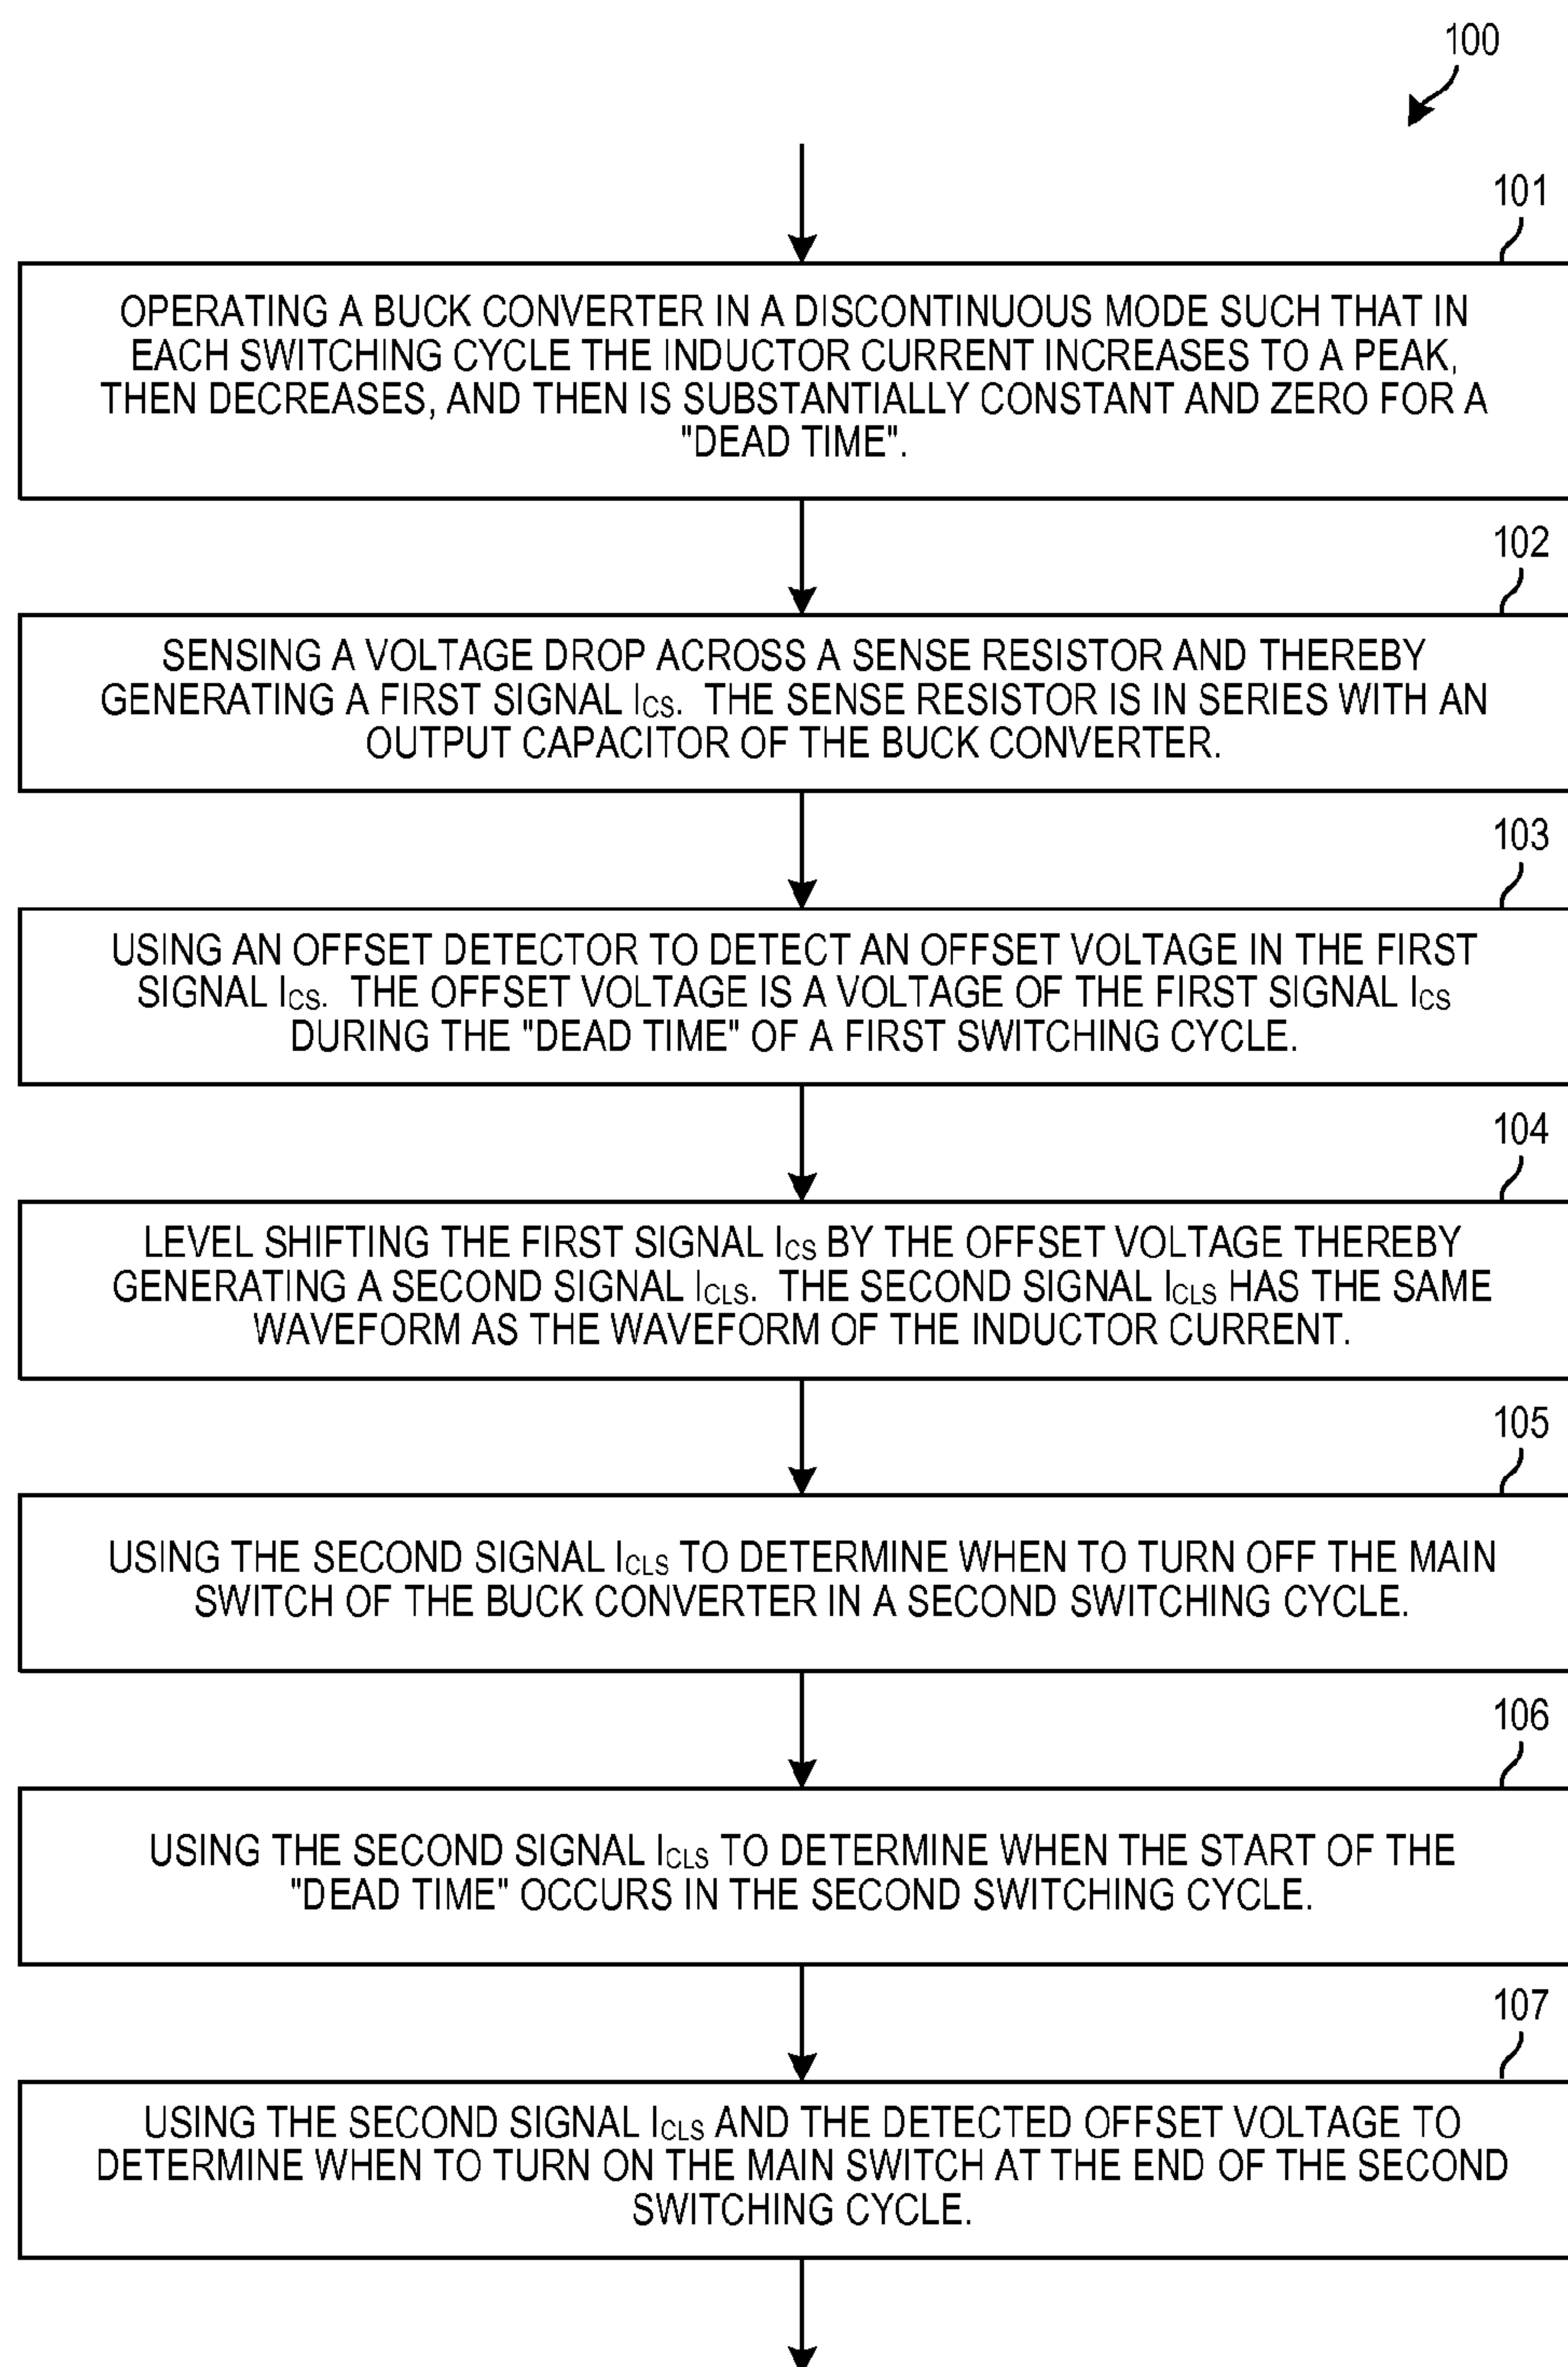 100
101
OPERATING A BUCK CONVERTER IN A DISCONTINUOUS MODE SUCH THAT IN
EACH SWITCHING CYCLE THE INDUCTOR CURRENT INCREASES TO A PEAK,
THEN DECREASES, AND THEN IS SUBSTANTIALLY CONSTANT AND ZERO FOR A
"DEAD TIME".
102
SENSING A VOLTAGE DROP ACROSS A SENSE RESISTOR AND THEREBY
GENERATING A FIRST SIGNAL ICS. THE SENSE RESISTOR IS IN SERIES WITH AN
OUTPUT CAPACITOR OF THE BUCK CONVERTER.
103
USING AN OFFSET DETECTOR TO DETECT AN OFFSET VOLTAGE IN THE FIRST
SIGNAL ICS. THE OFFSET VOLTAGE IS A VOLTAGE OF THE FIRST SIGNAL ICS
DURING THE "DEAD TIME" OF A FIRST SWITCHING CYCLE.
104
LEVEL SHIFTING THE FIRST SIGNAL ICS BY THE OFFSET VOLTAGE THEREBY
GENERATING A SECOND SIGNAL ICLS. THE SECOND SIGNAL ICLS HAS THE SAME
WAVEFORM AS THE WAVEFORM OF THE INDUCTOR CURRENT.
105
USING THE SECOND SIGNAL ICLS TO DETERMINE WHEN TO TURN OFF THE MAIN
SWITCH OF THE BUCK CONVERTER IN A SECOND SWITCHING CYCLE.
106
USING THE SECOND SIGNAL ICLS TO DETERMINE WHEN THE START OF THE
"DEAD TIME" OCCURS IN THE SECOND SWITCHING CYCLE.
107
USING THE SECOND SIGNAL ICLS AND THE DETECTED OFFSET VOLTAGE TO
DETERMINE WHEN TO TURN ON THE MAIN SWITCH AT THE END OF THE SECOND
SWITCHING CYCLE.